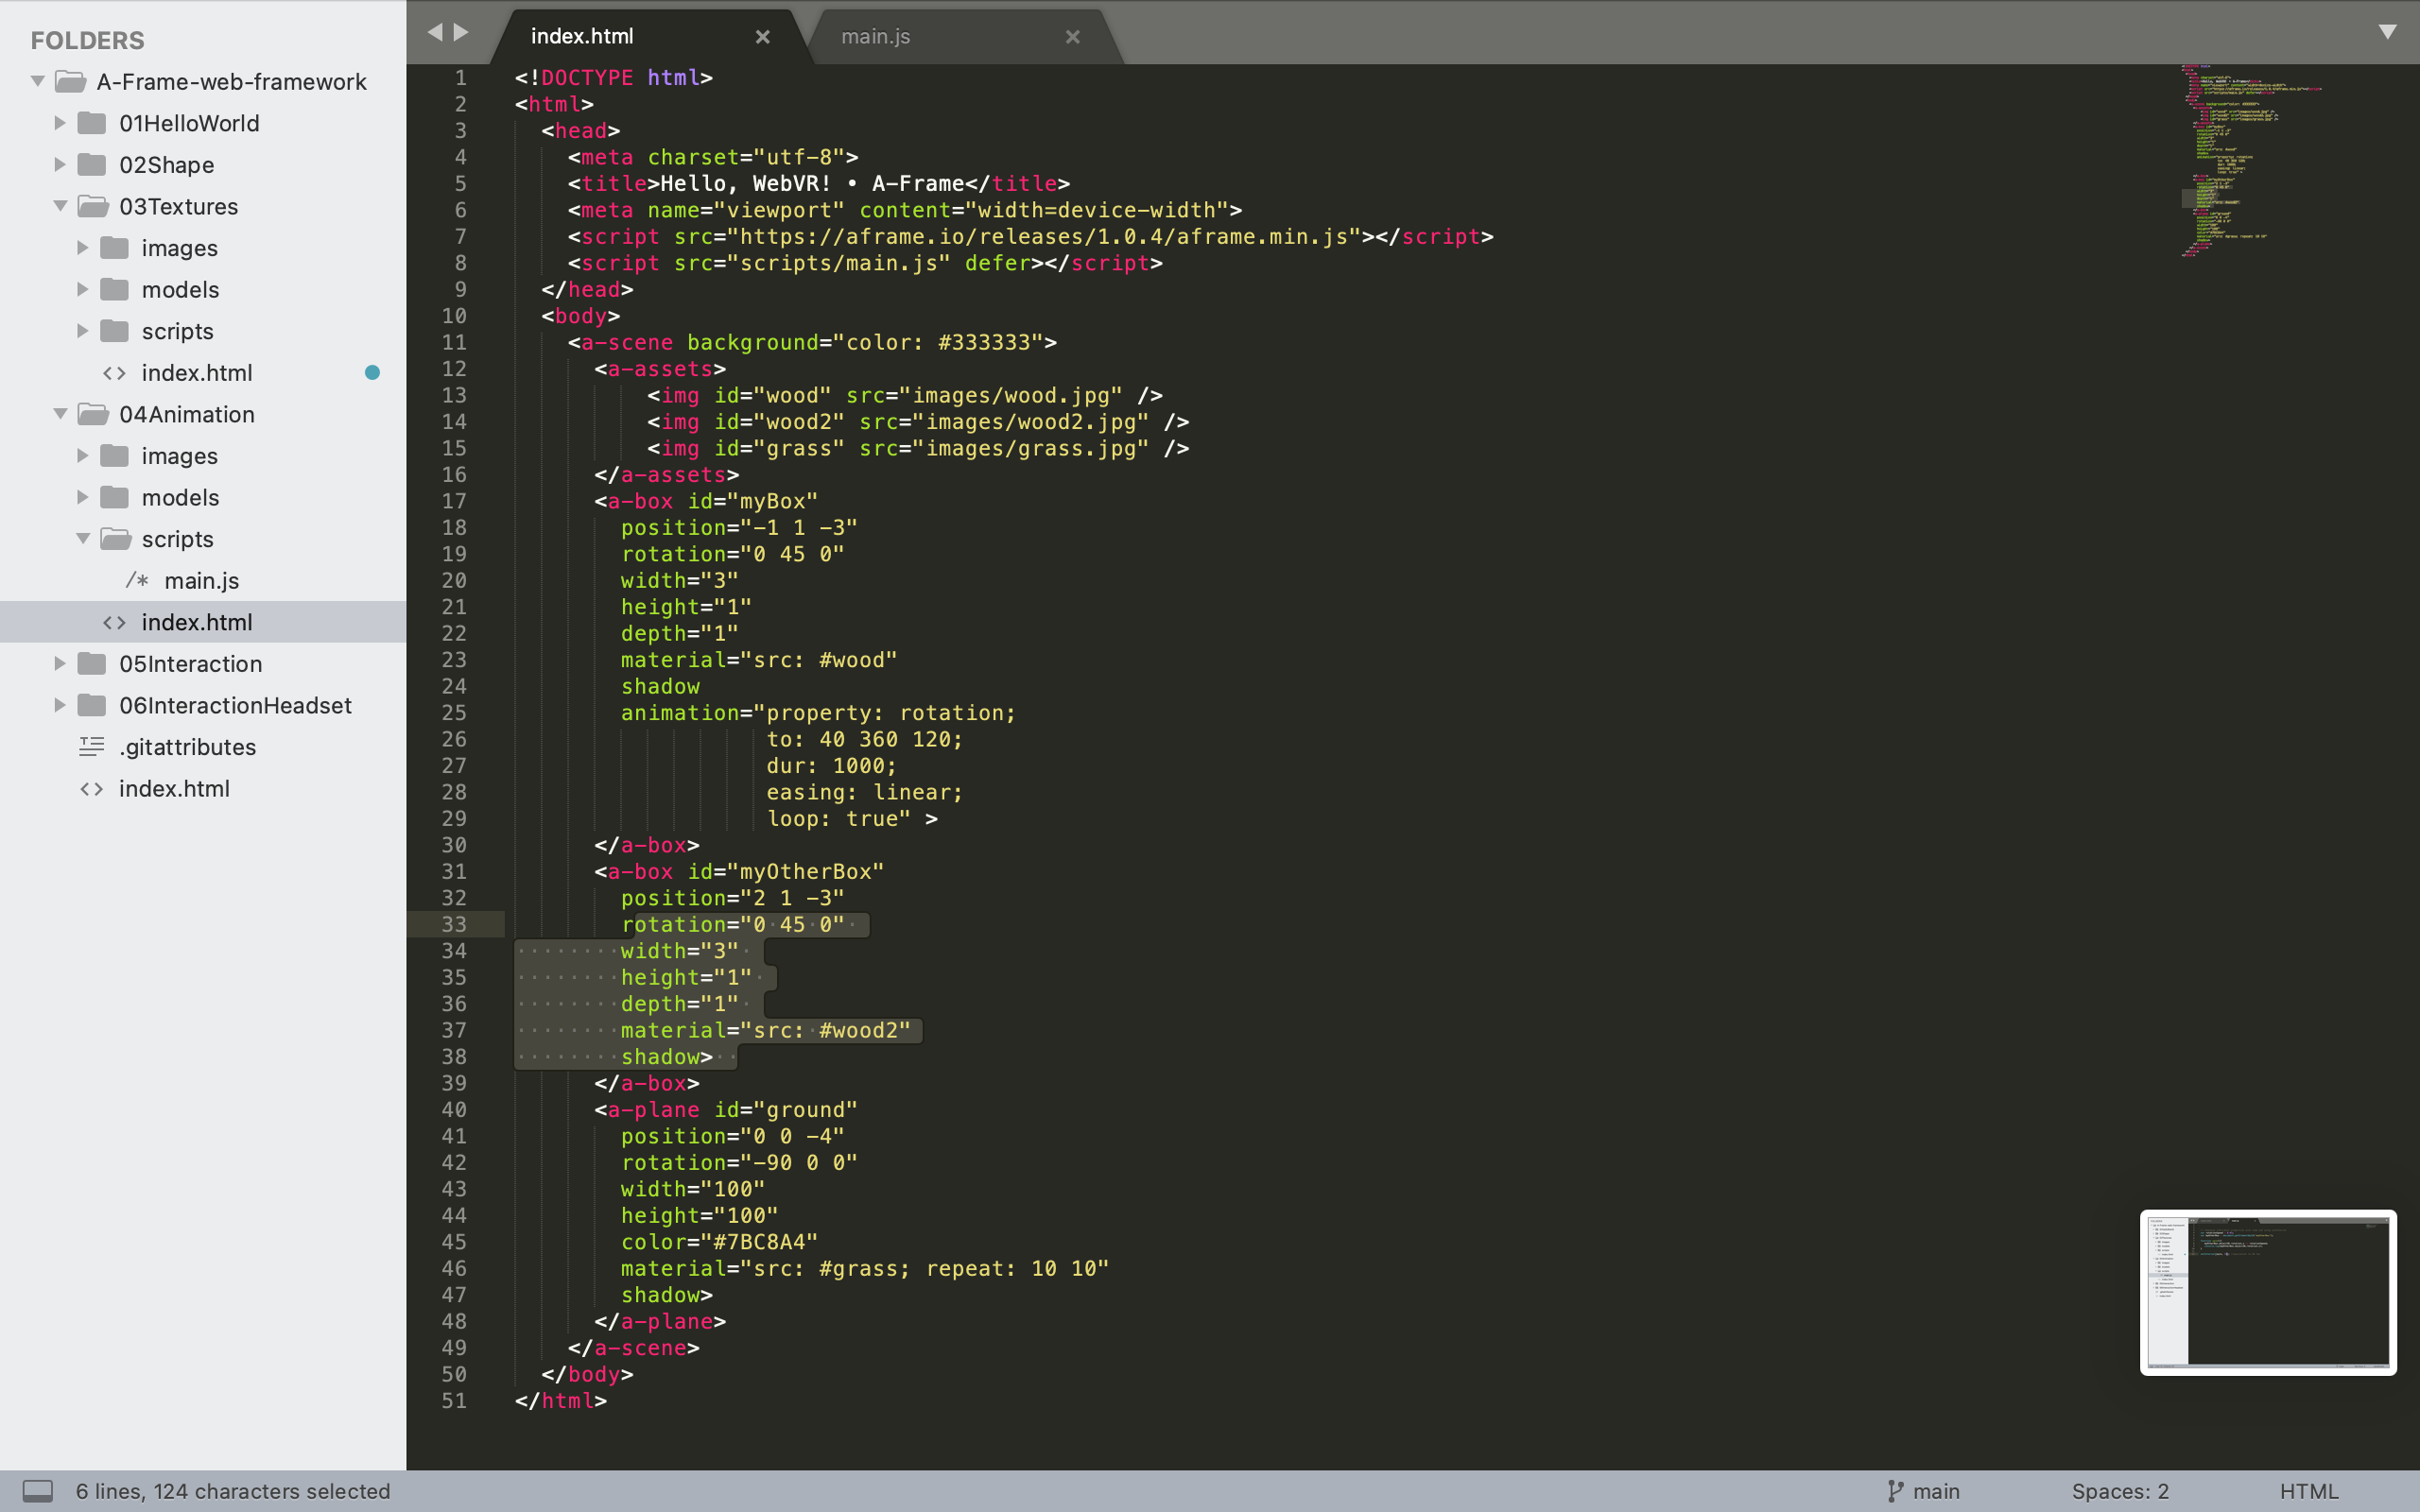 FOLDERS
A-Frame-web-framework
01HelloWorld
02Shape
03Textures
images
models
scripts
<> index.html
04Animation
images
models
scripts
/* main.js
<> index.html
05Interaction
06InteractionHeadset
.gitattributes
<> index.html
index.html × main.js ×
1 <!DOCTYPE html>
2 <html>
3 <head>
4 <meta charset="utf-8">
5 <title>Hello, WebVR! • A-Frame</title>
6 <meta name="viewport" content="width=device-width">
7 <script src="https://aframe.io/releases/1.0.4/aframe.min.js"></script>
8 <script src="scripts/main.js" defer></script>
9 </head>
10 <body>
11 <a-scene background="color: #333333">
12 <a-assets>
13 <img id="wood" src="images/wood.jpg" />
14 <img id="wood2" src="images/wood2.jpg" />
15 <img id="grass" src="images/grass.jpg" />
16 </a-assets>
17 <a-box id="myBox"
18 position="-1 1 -3"
19 rotation="0 45 0"
20 width="3"
21 height="1"
22 depth="1"
23 material="src: #wood"
24 shadow
25 animation="property: rotation;
26 to: 40 360 120;
27 dur: 1000;
28 easing: linear;
29 loop: true" >
30 </a-box>
31 <a-box id="myOtherBox"
32 position="2 1 -3"
33 rotation="0 45 0"
34 width="3"
35 height="1"
36 depth="1"
37 material="src: #wood2"
38 shadow>
39 </a-box>
40 <a-plane id="ground"
41 position="0 0 -4"
42 rotation="-90 0 0"
43 width="100"
44 height="100"
45 color="#7BC8A4"
46 material="src: #grass; repeat: 10 10"
47 shadow>
48 </a-plane>
49 </a-scene>
50 </body>
51 </html>
6 lines, 124 characters selected
main
Spaces: 2
HTML